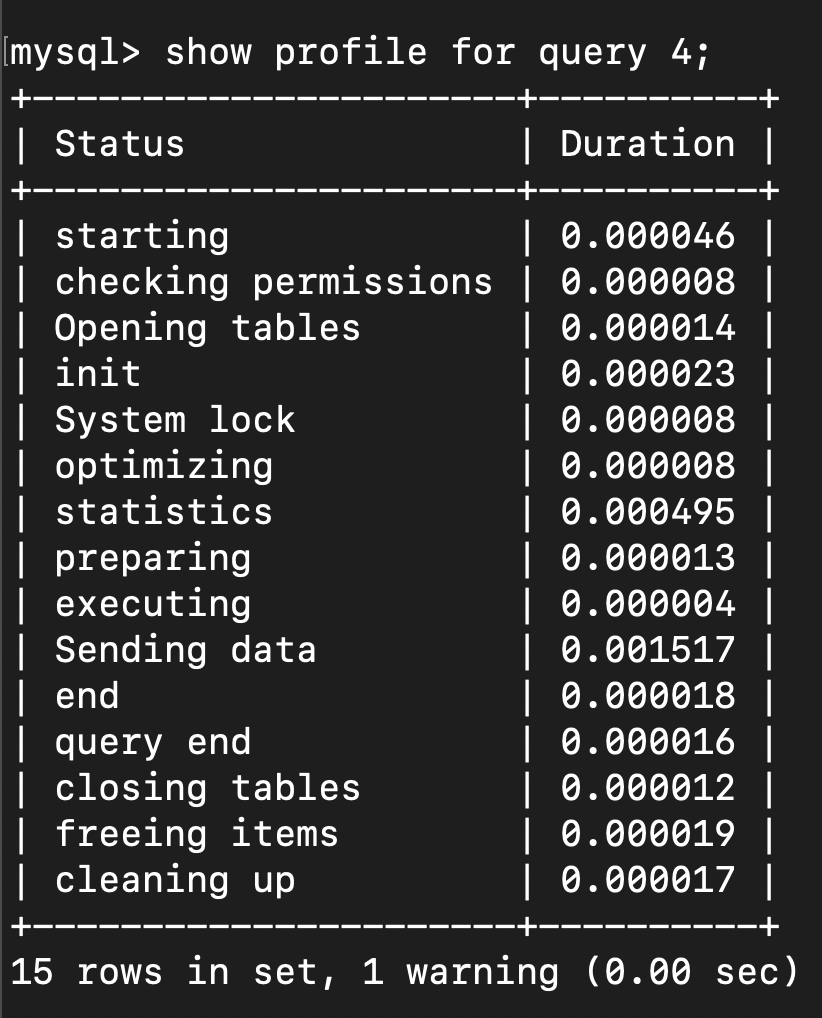 [mysql> show profile for query 4;
+----------------------+----------+
| Status               | Duration |
+----------------------+----------+
| starting             | 0.000046 |
| checking permissions | 0.000008 |
| Opening tables       | 0.000014 |
| init                 | 0.000023 |
| System lock          | 0.000008 |
| optimizing           | 0.000008 |
| statistics           | 0.000495 |
| preparing            | 0.000013 |
| executing            | 0.000004 |
| Sending data         | 0.001517 |
| end                  | 0.000018 |
| query end            | 0.000016 |
| closing tables       | 0.000012 |
| freeing items        | 0.000019 |
| cleaning up          | 0.000017 |
+----------------------+----------+
15 rows in set, 1 warning (0.00 sec)